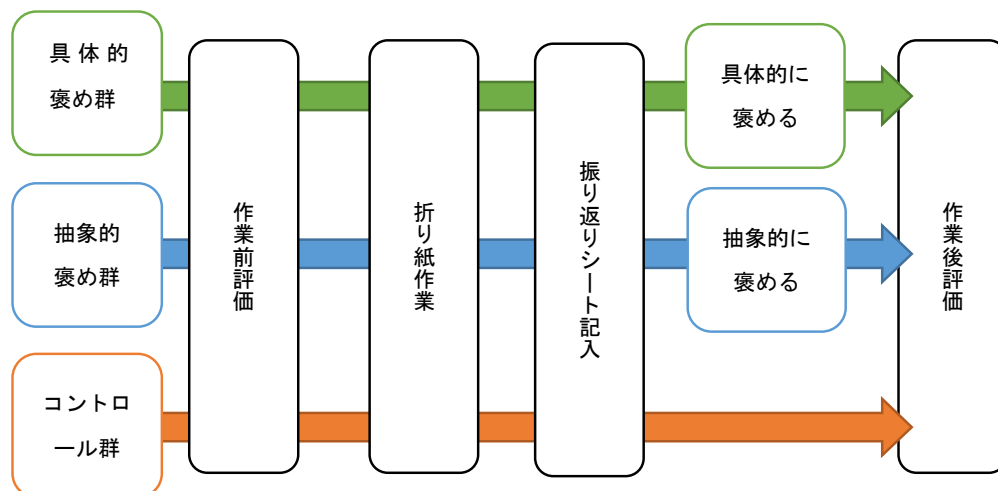 具体的
褒め群
作業前評価
折り紙作業
振り返りシート記入
具体的に
褒める
作業後評価
抽象的
褒め群
抽象的に
褒める
コントロ
ール群